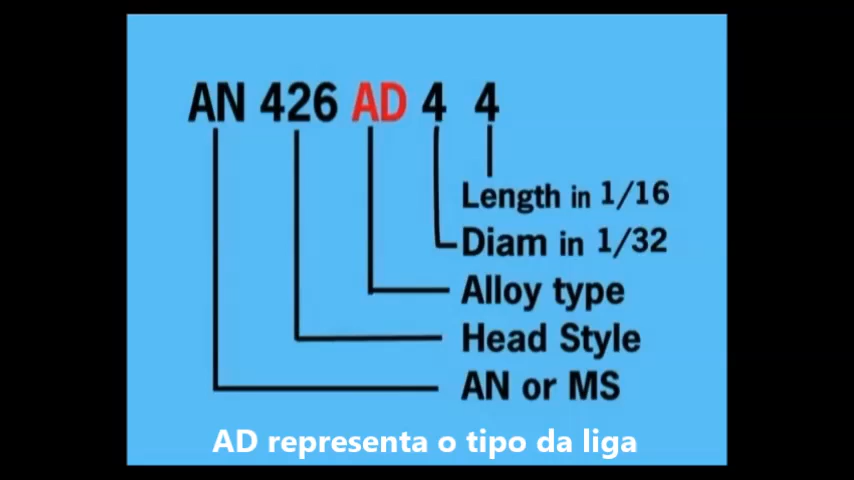 AN 426 AD 4 4
Length in 1/16
Diam in 1/32
Alloy type
Head Style
AN or MS
AD representa o tipo da liga